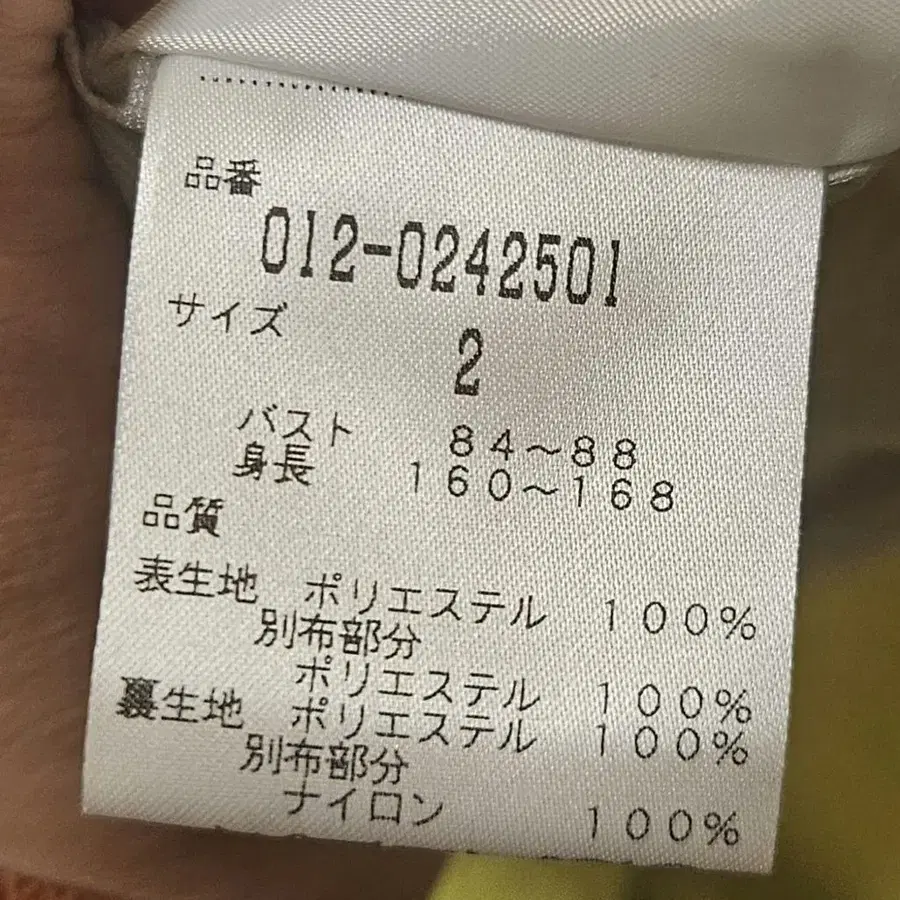 品番
012-0242501
サイズ
2
バスト 84～88
身長 160～168
品質
表生地 ポリエステル 100%
別布部分
ポリエステル 100%
裏生地 ポリエステル 100%
別布部分
ナイロン 100%